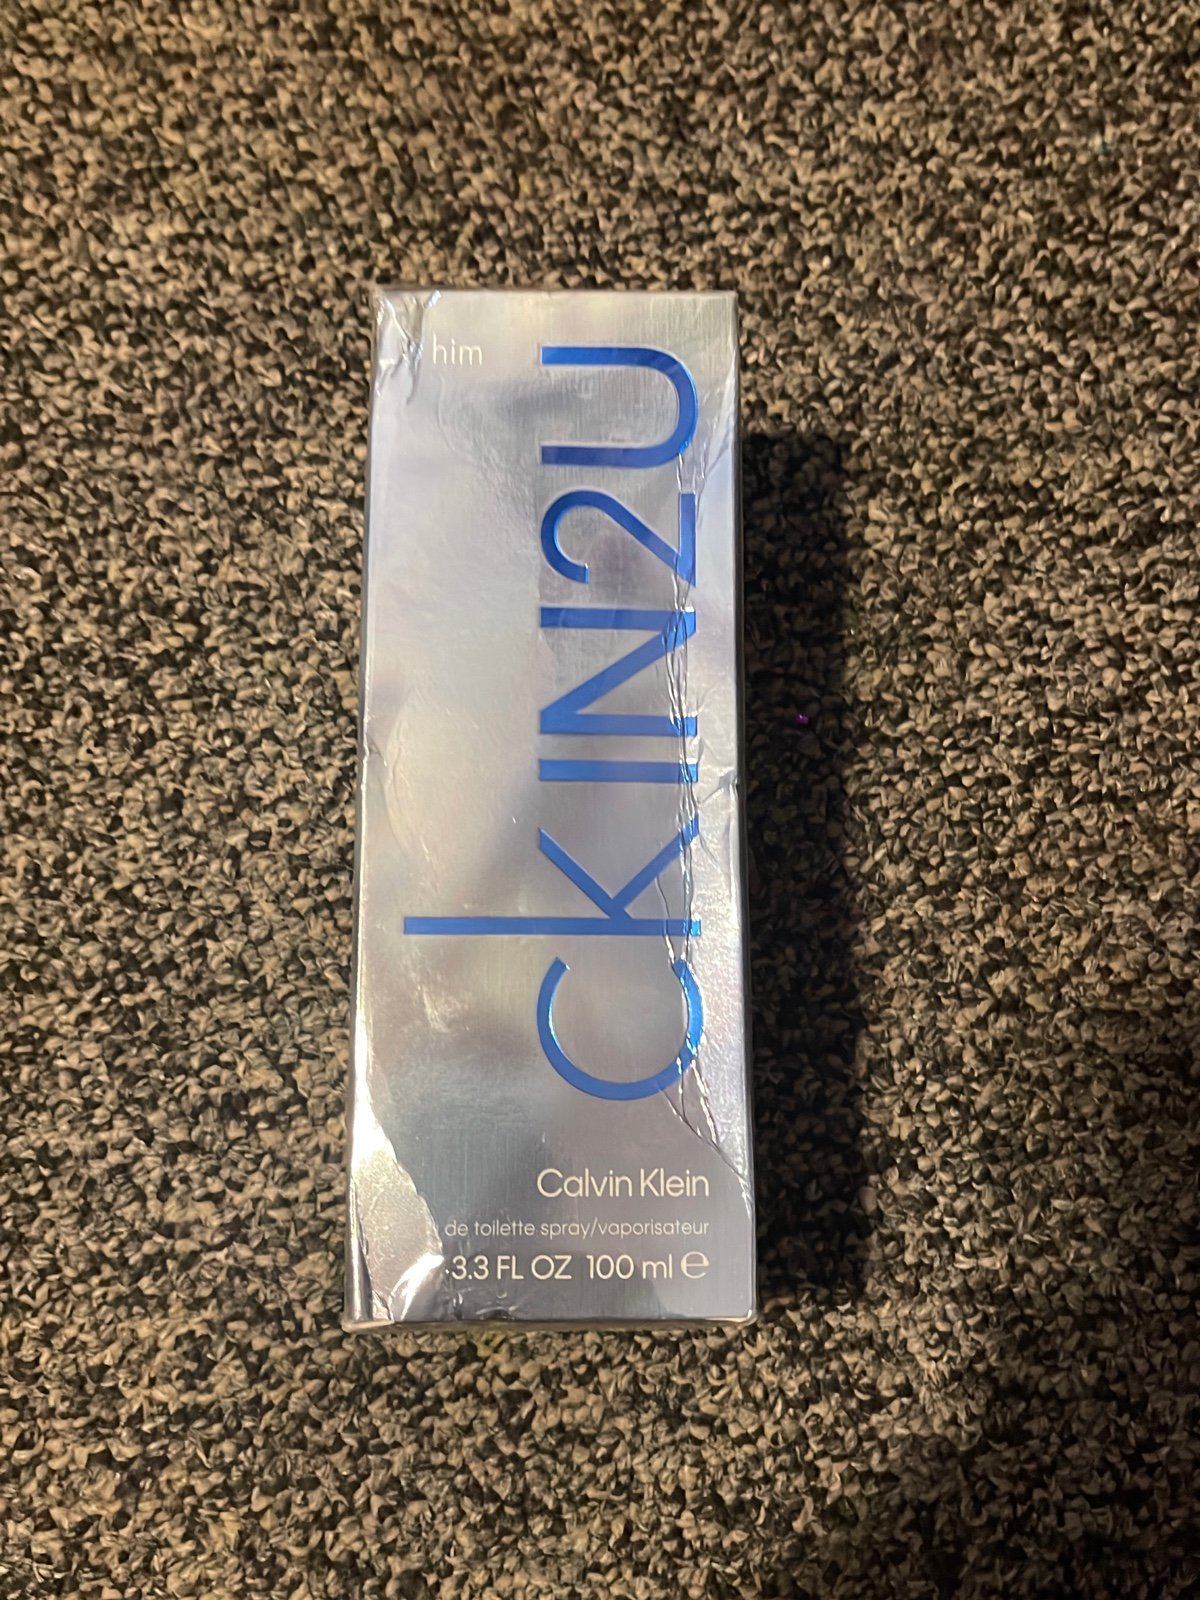 him
ckIN2U
Calvin Klein
de toilette spray/vaporisateur
3.3 FL OZ 100 ml ℮